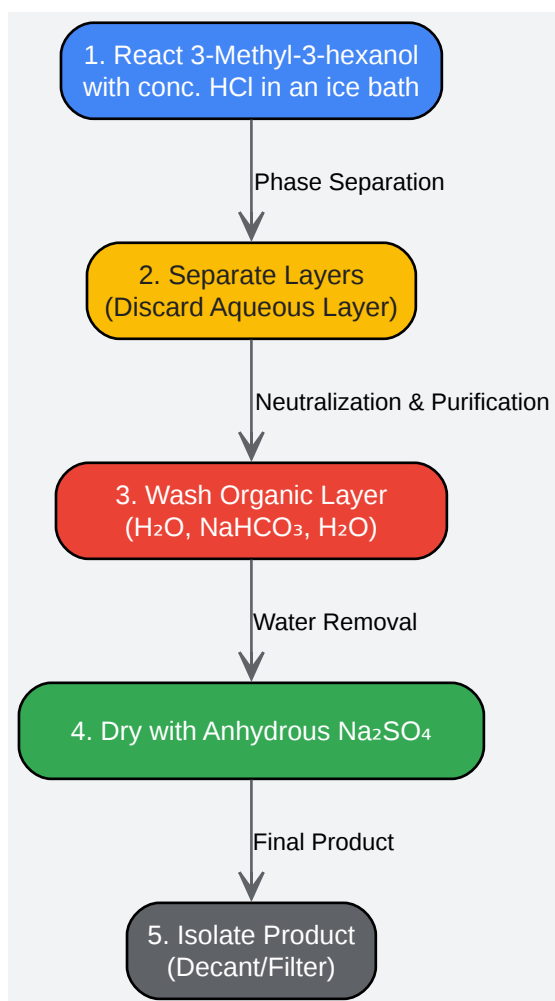 1. React 3-Methyl-3-hexanol
with conc. HCl in an ice bath
Phase Separation
2. Separate Layers
(Discard Aqueous Layer)
Neutralization & Purification
3. Wash Organic Layer
(H₂O, NaHCO₃, H₂O)
Water Removal
4. Dry with Anhydrous Na₂SO₄
Final Product
5. Isolate Product
(Decant/Filter)